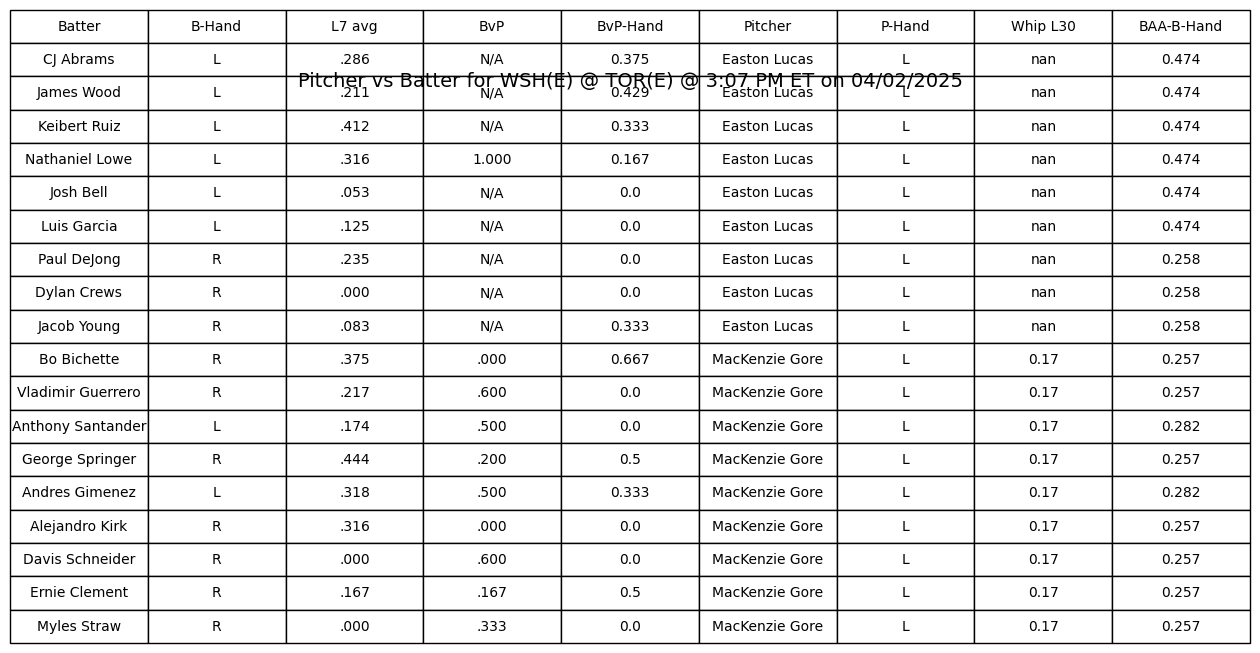 Batter B-Hand L7 avg BvP BvP-Hand Pitcher P-Hand Whip L30 BAA-B-Hand
CJ Abrams L .286 N/A 0.375 Easton Lucas L nan 0.474
Pitcher vs Batter for WSH(E) @ TOR(E) @ 3:07 PM ET on 04/02/2025
James Wood L .211 N/A 0.429 Easton Lucas L nan 0.474
Keibert Ruiz L .412 N/A 0.333 Easton Lucas L nan 0.474
Nathaniel Lowe L .316 1.000 0.167 Easton Lucas L nan 0.474
Josh Bell L .053 N/A 0.0 Easton Lucas L nan 0.474
Luis Garcia L .125 N/A 0.0 Easton Lucas L nan 0.474
Paul DeJong R .235 N/A 0.0 Easton Lucas L nan 0.258
Dylan Crews R .000 N/A 0.0 Easton Lucas L nan 0.258
Jacob Young R .083 N/A 0.333 Easton Lucas L nan 0.258
Bo Bichette R .375 .000 0.667 MacKenzie Gore L 0.17 0.257
Vladimir Guerrero R .217 .600 0.0 MacKenzie Gore L 0.17 0.257
Anthony Santander L .174 .500 0.0 MacKenzie Gore L 0.17 0.282
George Springer R .444 .200 0.5 MacKenzie Gore L 0.17 0.257
Andres Gimenez L .318 .500 0.333 MacKenzie Gore L 0.17 0.282
Alejandro Kirk R .316 .000 0.0 MacKenzie Gore L 0.17 0.257
Davis Schneider R .000 .600 0.0 MacKenzie Gore L 0.17 0.257
Ernie Clement R .167 .167 0.5 MacKenzie Gore L 0.17 0.257
Myles Straw R .000 .333 0.0 MacKenzie Gore L 0.17 0.257